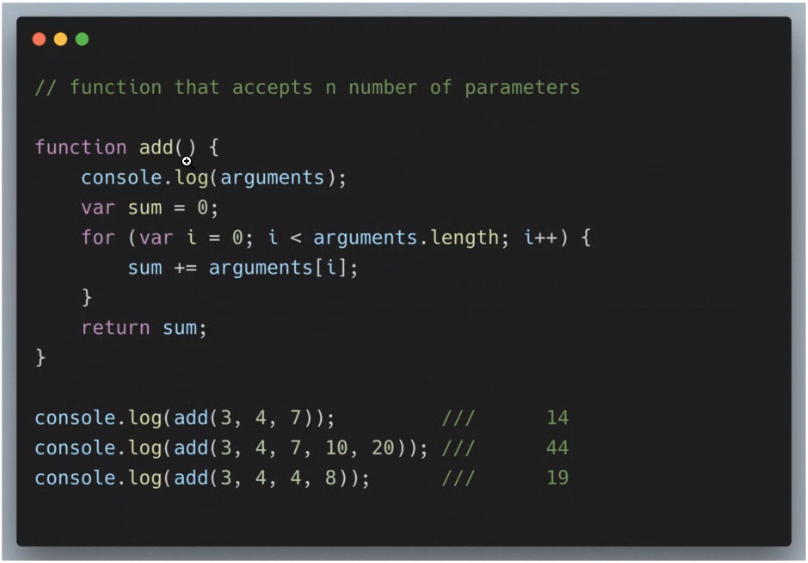 // function that accepts n number of parameters
function add() {
console.log(arguments);
var sum = 0;
for (var i = 0; i < arguments.length; i++) {
sum += arguments[i];
}
return sum;
}
console.log(add(3, 4, 7)); /// 14
console.log(add(3, 4, 7, 10, 20)); /// 44
console.log(add(3, 4, 4, 8)); /// 19